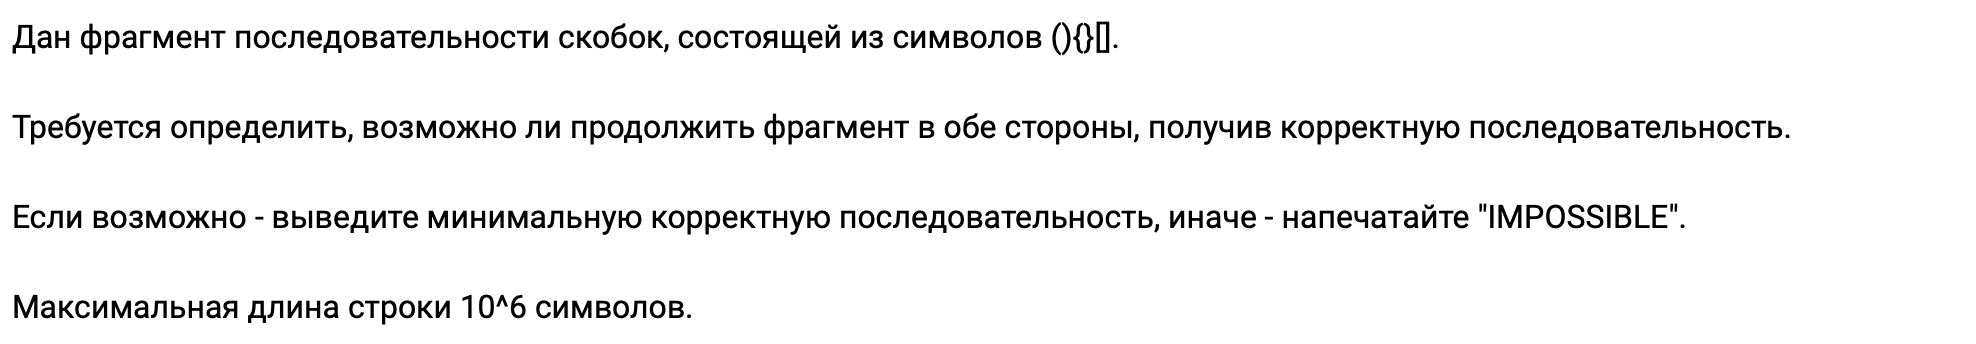 Дан фрагмент последовательности скобок, состоящей из символов (){}[].
Требуется определить, возможно ли продолжить фрагмент в обе стороны, получив корректную последовательность.
Если возможно - выведите минимальную корректную последовательность, иначе - напечатайте "IMPOSSIBLE".
Максимальная длина строки 10^6 символов.